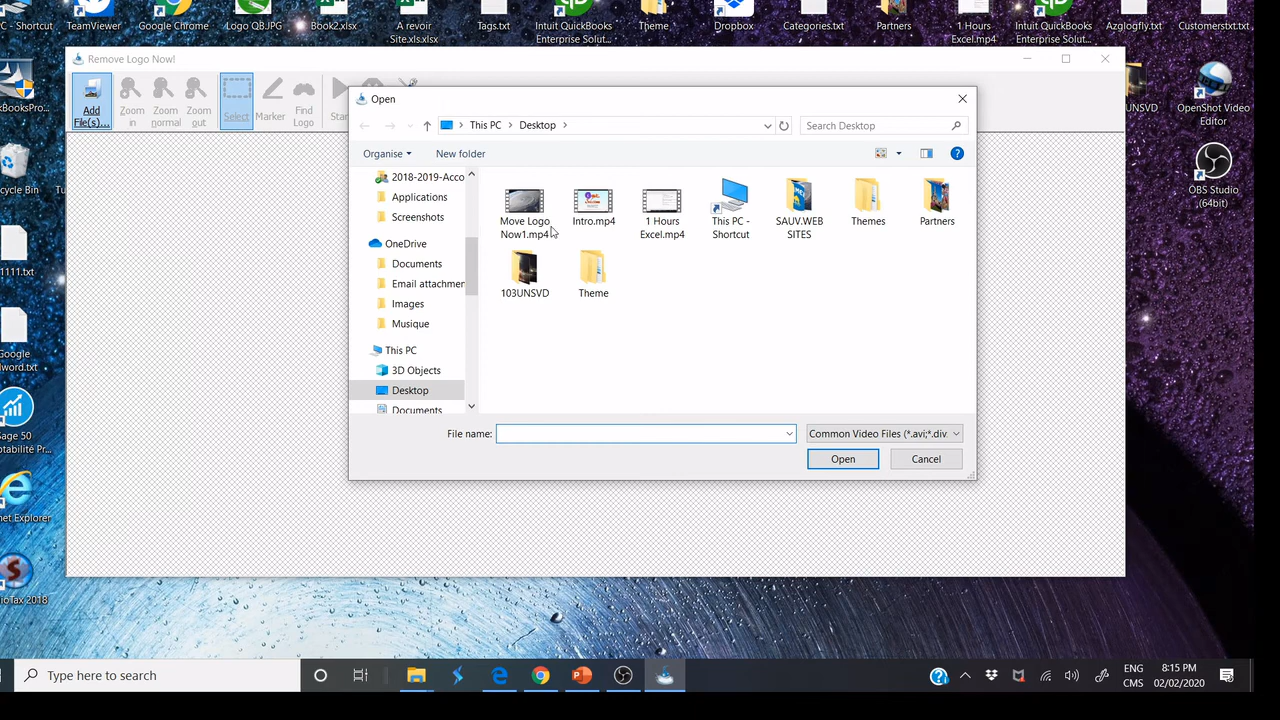 C - Shortcut
TeamViewer
Google Chrome
Logo QB.JPG
Book2.xlsx
A revoir
Site.xls.xlsx
Tags.txt
Intuit QuickBooks
Enterprise Solut...
Theme
Dropbox
Categories.txt
Partners
1 Hours
Excel.mp4
Intuit QuickBooks
Enterprise Solut...
Azglogfly.txt
Customerstxt.txt
Remove Logo Now!
Add
File(s)...
Zoom
in
Zoom
normal
Zoom
out
Select
Marker
Find
Logo
Star
Open
This PC
Desktop
Search Desktop
Organise
New folder
2018-2019-Acco
Applications
Screenshots
OneDrive
Documents
Email attachmen
Images
Musique
This PC
3D Objects
Desktop
Documents
Move Logo
Now1.mp4
Intro.mp4
1 Hours
Excel.mp4
This PC -
Shortcut
SAUV.WEB
SITES
Themes
Partners
103UNSVD
Theme
File name:
Common Video Files (*.avi;*.div
Open
Cancel
ckBooksPro...
cycle Bin
Tu
1111.txt
Google
word.txt
Sage 50
ptabilité Pr...
net Explorer
ioTax 2018
UNSVD
OpenShot Video
Editor
OBS Studio
(64bit)
Type here to search
ENG
CMS
8:15 PM
02/02/2020